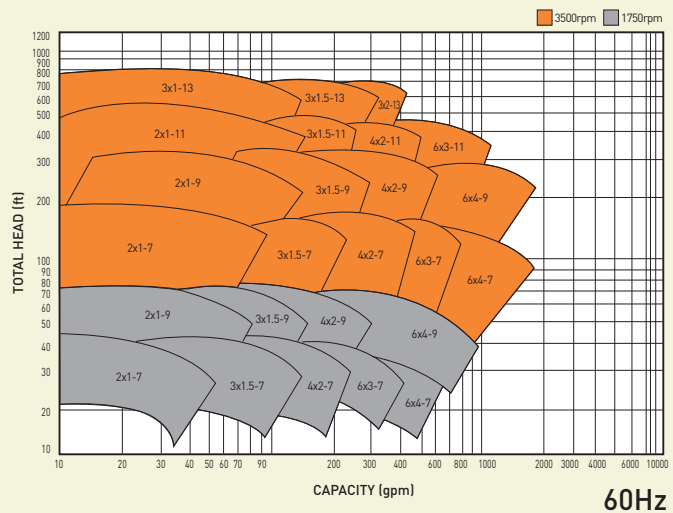 3500rpm 1750rpm
1200
1000
900
800
700
600
500
400
300
200
100
90
80
70
60
50
40
30
20
10
TOTAL HEAD (ft)
3x1-13 3x1.5-13 3x2-13
2x1-11 3x1.5-11 4x2-11 6x3-11
2x1-9 3x1.5-9 4x2-9 6x4-9
2x1-7 3x1.5-7 4x2-7 6x3-7 6x4-7
2x1-9 3x1.5-9 4x2-9 6x4-9
2x1-7 3x1.5-7 4x2-7 6x3-7 6x4-7
10 20 30 40 50 60 70 90 200 300 400 600 800 1000 2000 3000 4000 6000 10000
CAPACITY (gpm)
60Hz